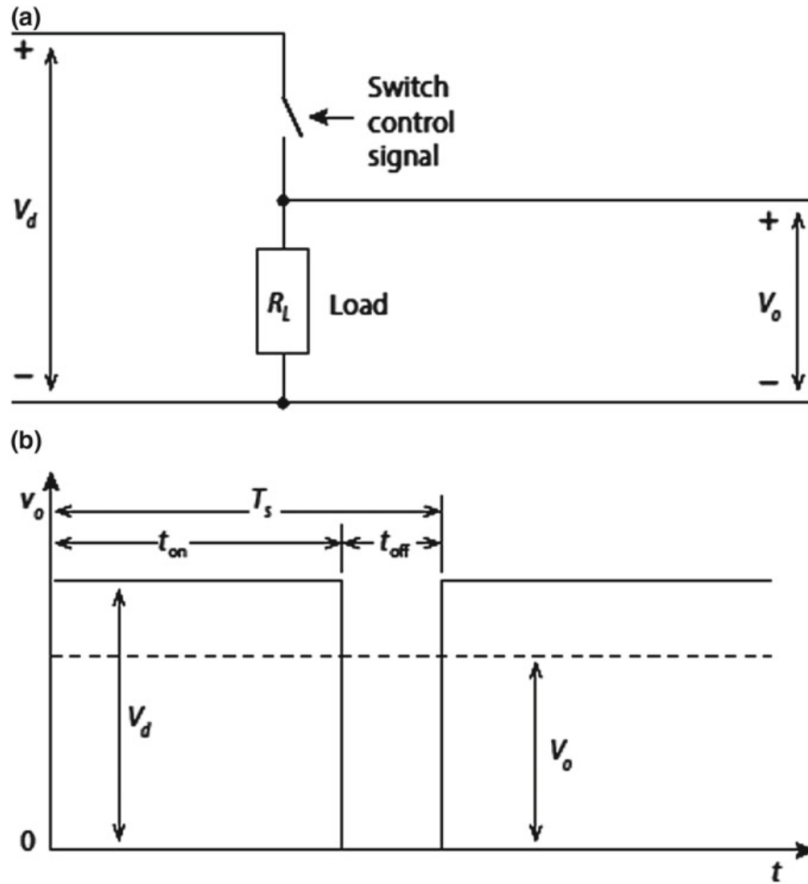 (a)
+
Switch
control
signal
V_d
+
R_L Load
V_o
−
−
(b)
v_o
T_s
t_on
t_off
V_d
V_o
0
t